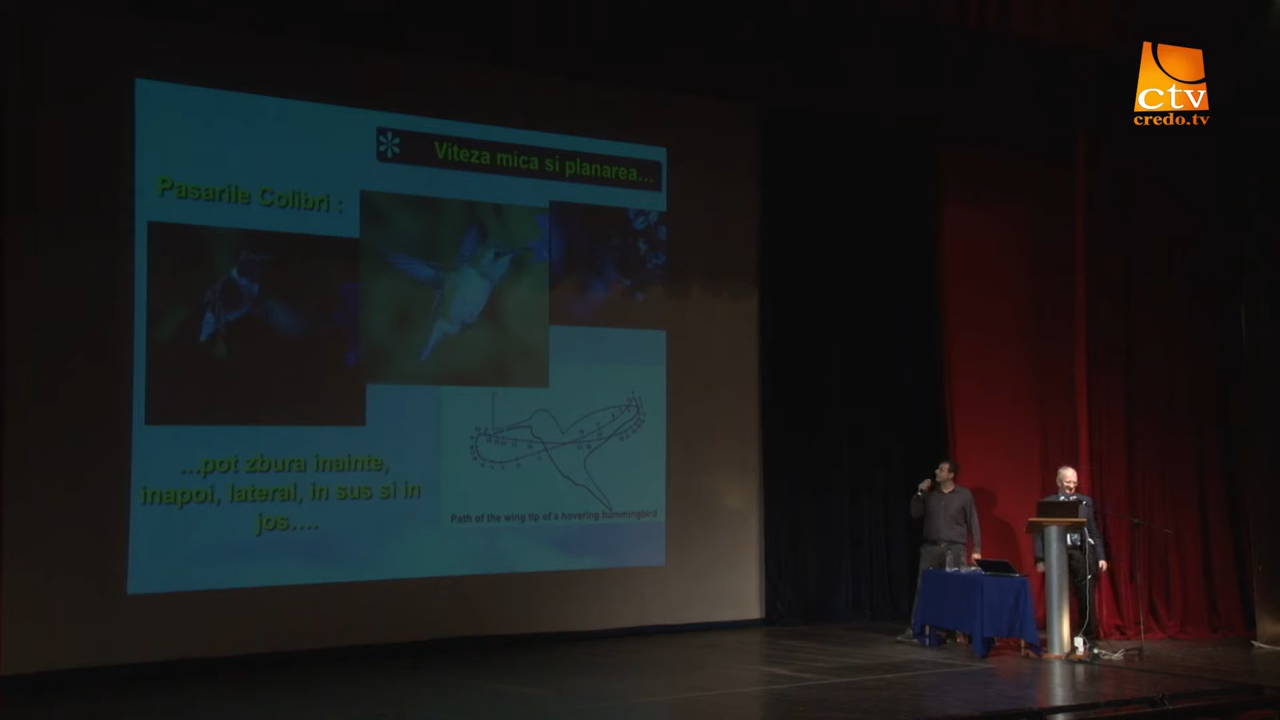 ctv
credo.tv
Viteza mica si planarea...
Pasarile Colibri :
...pot zbura inainte,
inapoi, lateral, in sus si in
jos....
Path of the wing tip of a hovering hummingbird